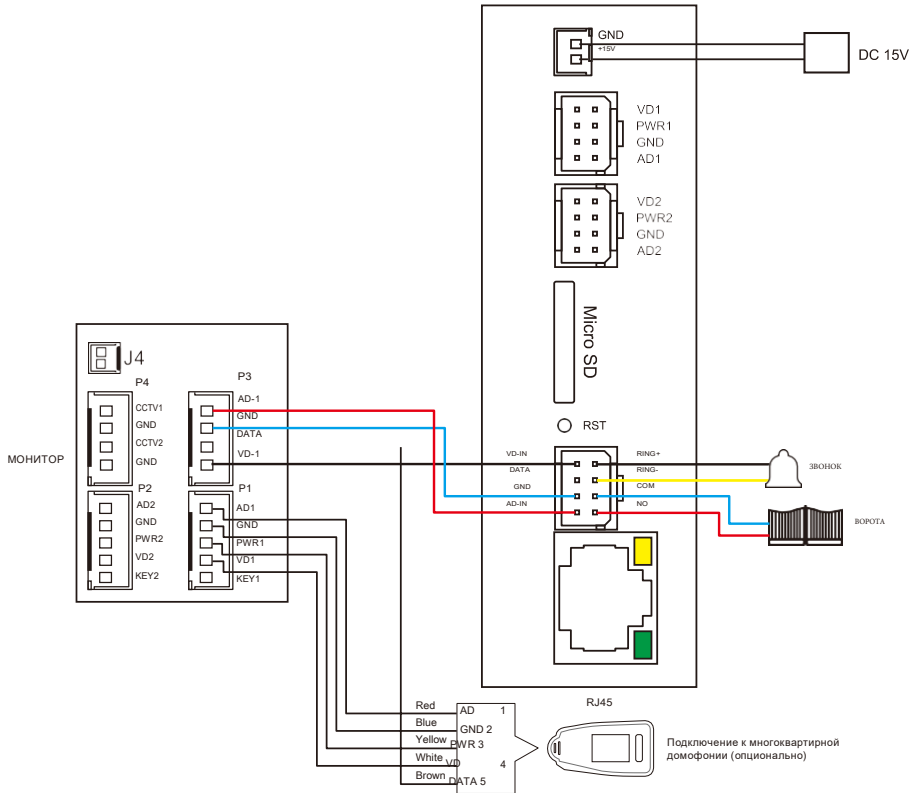 GND
+15V
DC 15V
VD1
PWR1
GND
AD1
VD2
PWR2
GND
AD2
Micro SD
RST
J4
P4
CCTV1
GND
CCTV2
GND
P3
AD-1
GND
DATA
VD-1
МОНИТОР
P2
AD2
GND
PWR2
VD2
KEY2
P1
AD1
GND
PWR1
VD1
KEY1
VD-IN
DATA
GND
AD-IN
RING+
RING-
COM
NO
ЗВОНОК
ВОРОТА
RJ45
Red
AD 1
Blue
GND 2
Yellow
PWR 3
White
VD 4
Brown
DATA 5
Подключение к многоквартирной
домофонии (опционально)